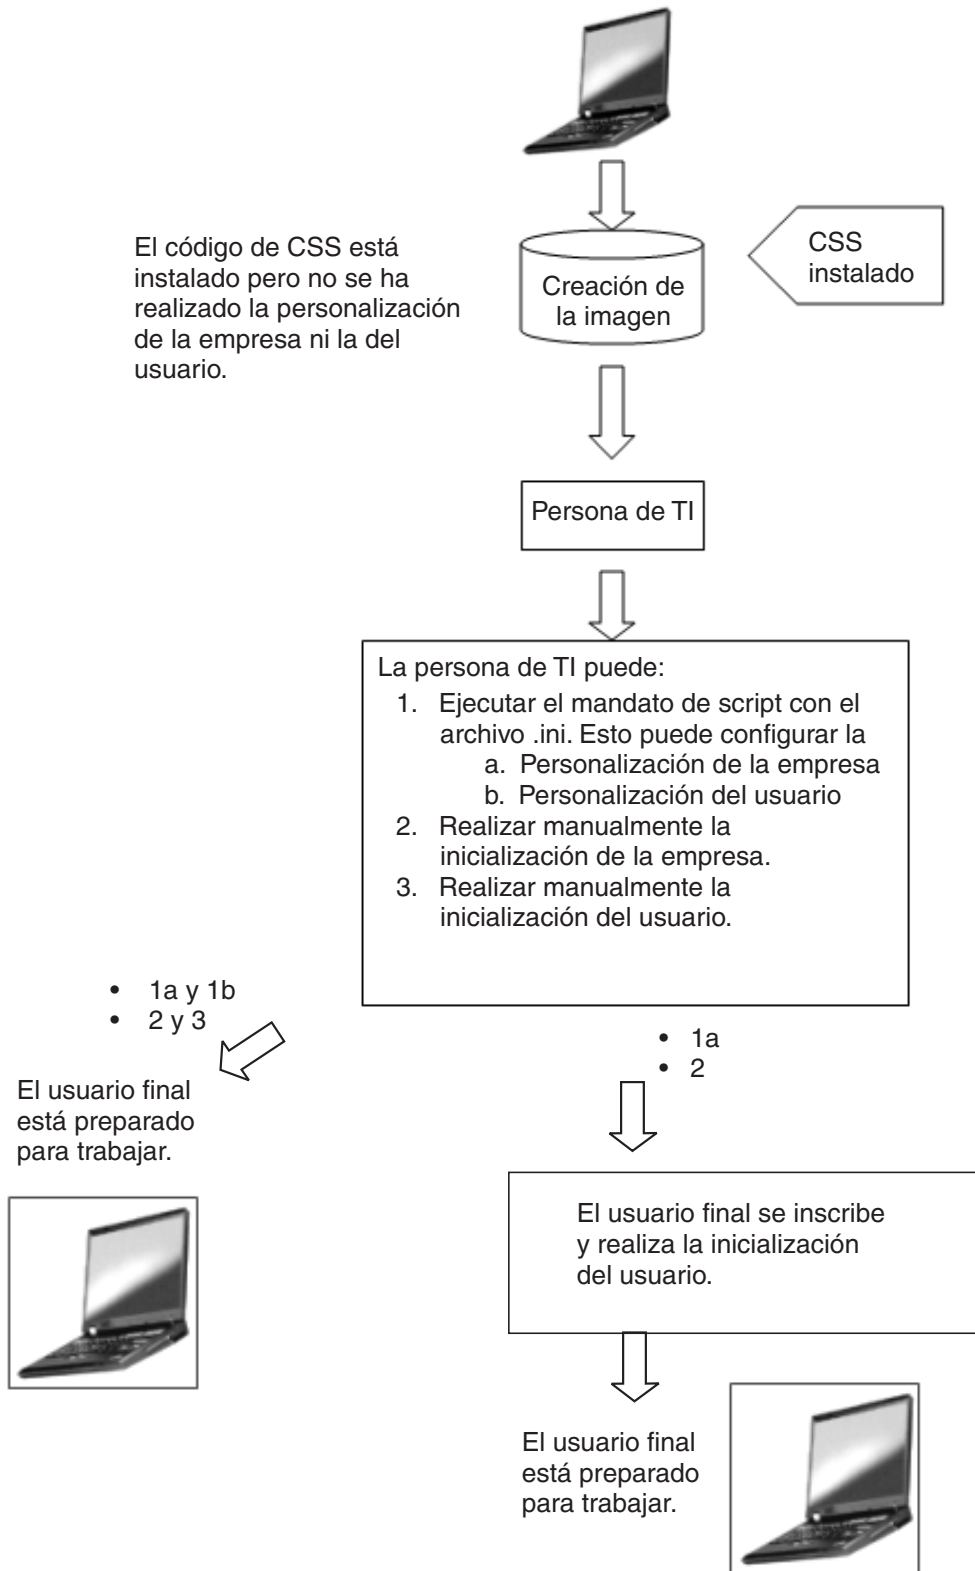 El código de CSS está
instalado pero no se ha
realizado la personalización
de la empresa ni la del
usuario.
Creación de
la imagen
CSS
instalado
Persona de TI
La persona de TI puede:
1. Ejecutar el mandato de script con el
archivo .ini. Esto puede configurar la
a. Personalización de la empresa
b. Personalización del usuario
2. Realizar manualmente la
inicialización de la empresa.
3. Realizar manualmente la
inicialización del usuario.
• 1a y 1b
• 2 y 3
El usuario final
está preparado
para trabajar.
• 1a
• 2
El usuario final se inscribe
y realiza la inicialización
del usuario.
El usuario final
está preparado
para trabajar.